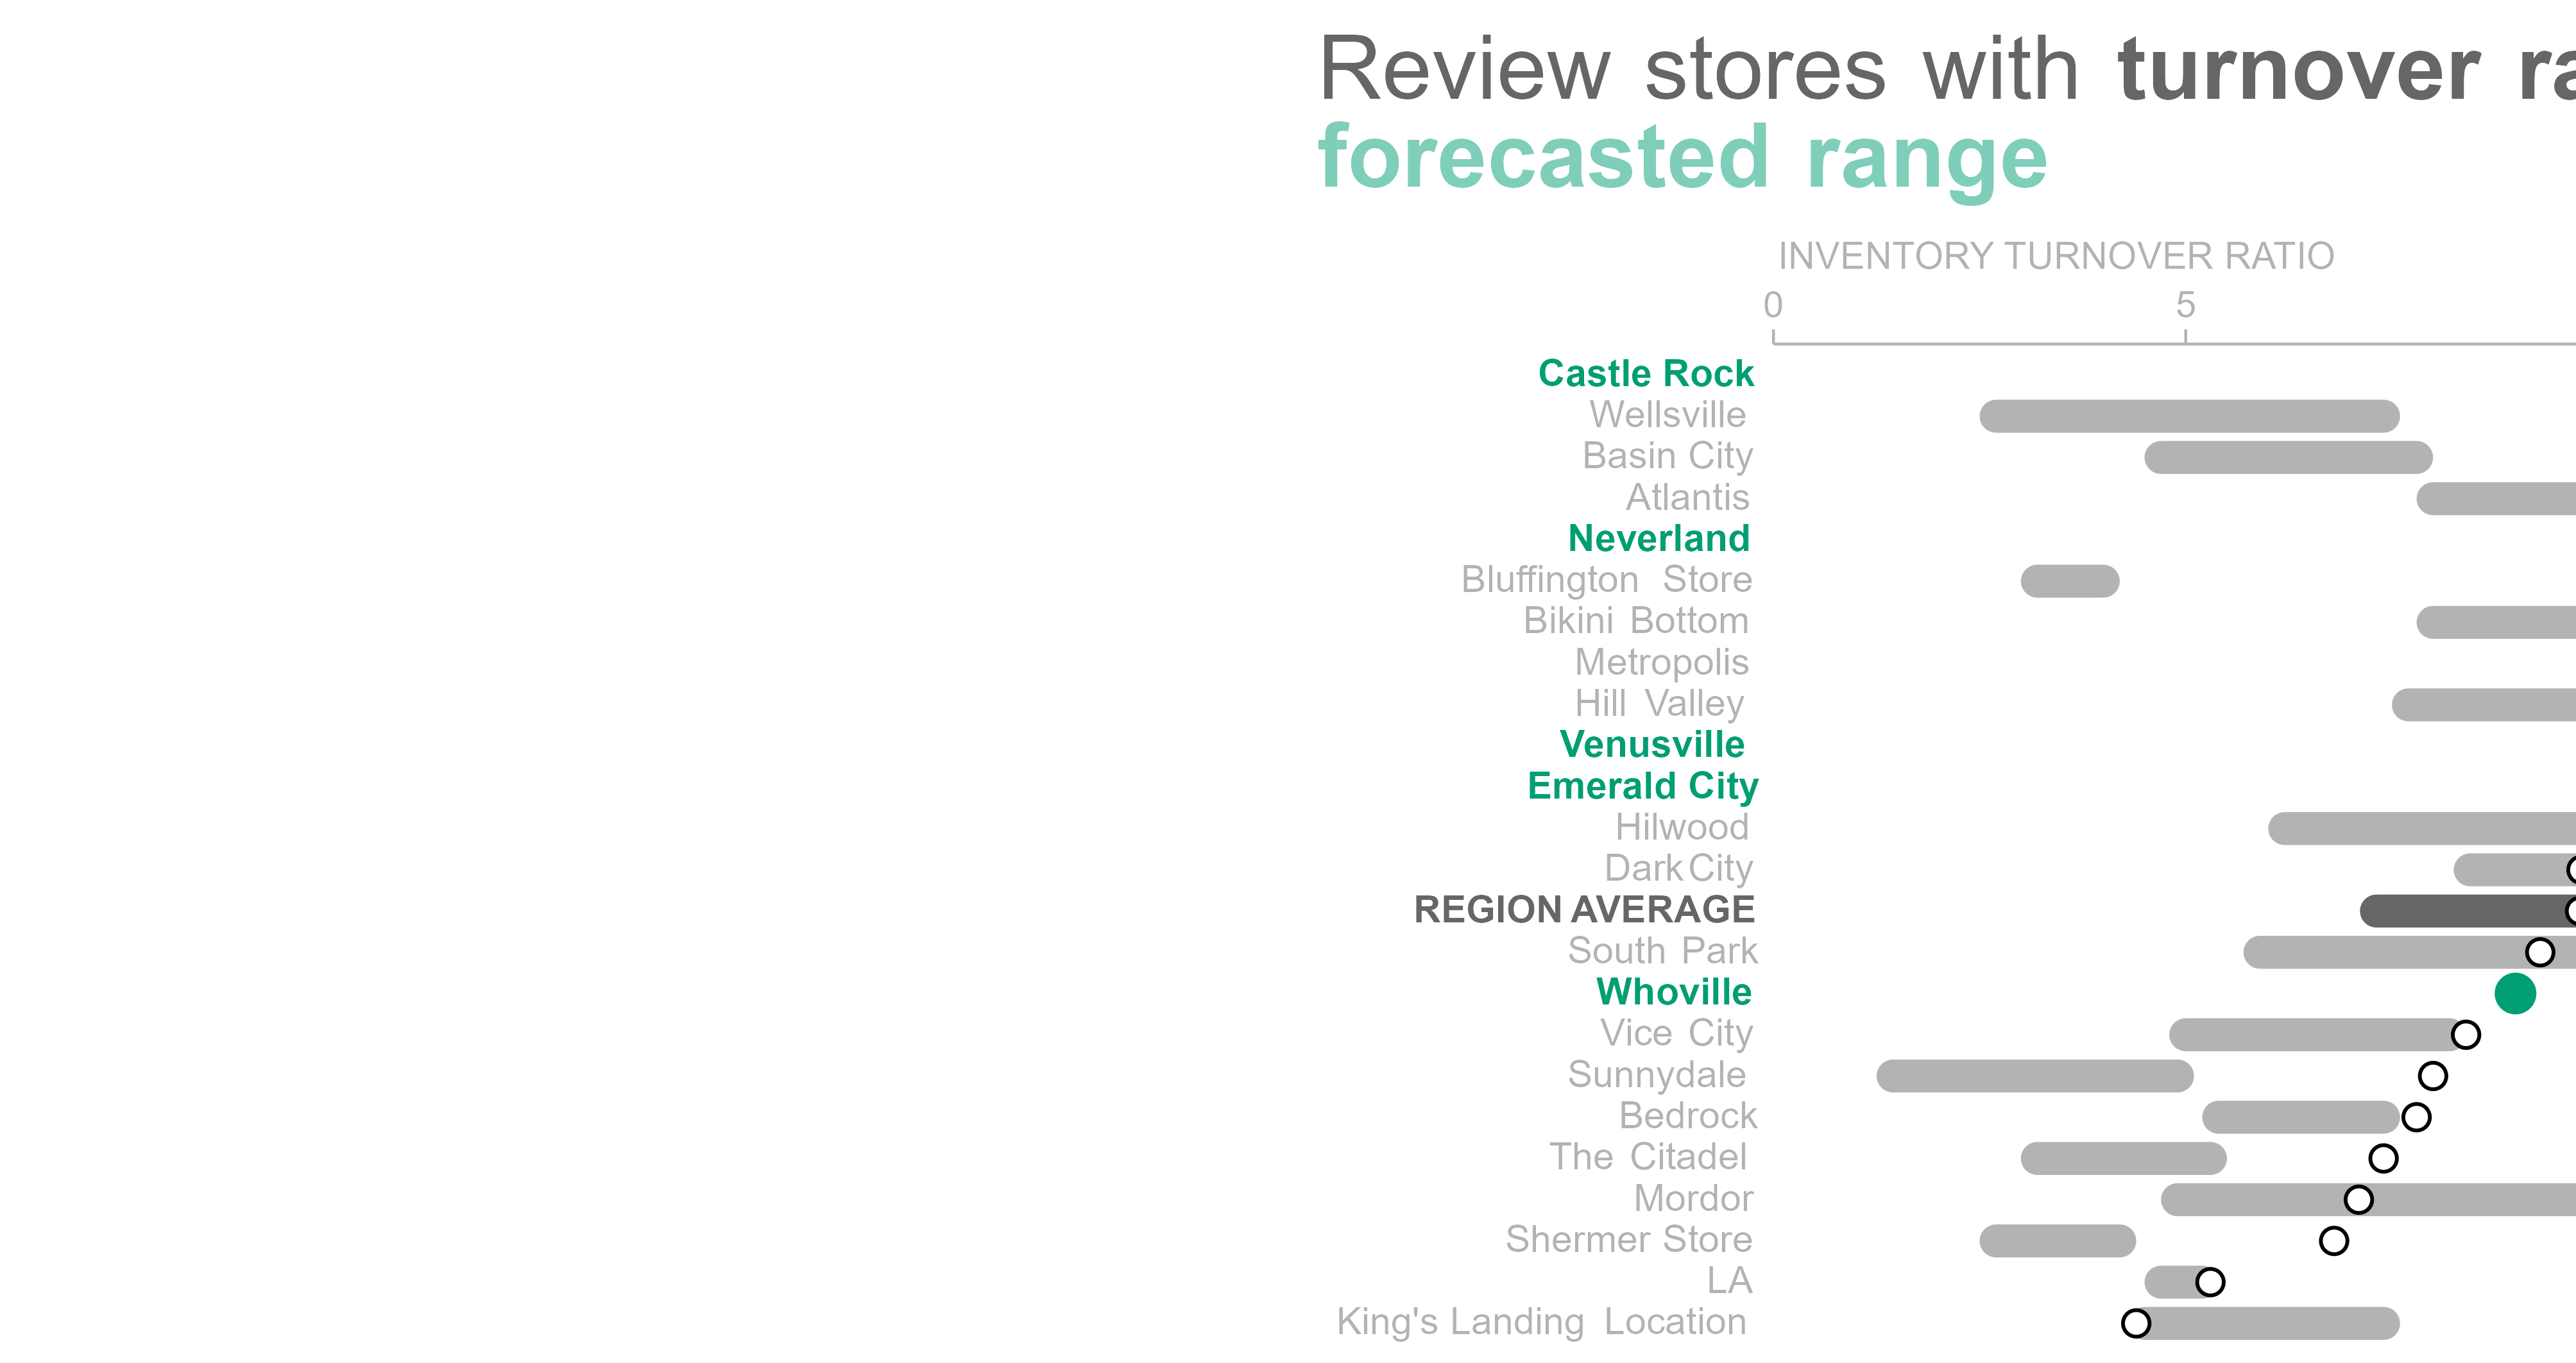 Review stores with turnover ra
forecasted range
INVENTORY TURNOVER RATIO
0 5
Castle Rock
Wellsville
Basin City
Atlantis
Neverland
Bluffington Store
Bikini Bottom
Metropolis
Hill Valley
Venusville
Emerald City
Hilwood
Dark City
REGION AVERAGE
South Park
Whoville
Vice City
Sunnydale
Bedrock
The Citadel
Mordor
Shermer Store
LA
King's Landing Location